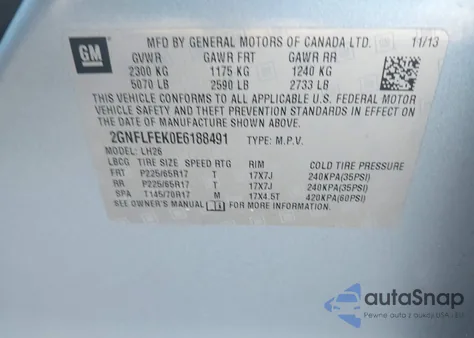 GM
MFD BY GENERAL MOTORS OF CANADA LTD. 11/13
GVWR GAWR FRT GAWR RR
2300 KG 1175 KG 1240 KG
5070 LB 2590 LB 2733 LB
THIS VEHICLE CONFORMS TO ALL APPLICABLE U.S. FEDERAL MOTOR
VEHICLE SAFETY AND THEFT PREVENTION STANDARDS IN EFFECT
ON THE DATE OF MANUFACTURE SHOWN ABOVE.
2GNFLFEK0E6188491 TYPE: M.P.V.
MODEL: LH26
LBCG TIRE SIZE SPEED RTG RIM COLD TIRE PRESSURE
FRT P225/65R17 T 17X7J 240KPA(35PSI)
RR P225/65R17 T 17X7J 240KPA(35PSI)
SPA T145/70R17 M 17X4.5T 420KPA(60PSI)
SEE OWNER'S MANUAL FOR MORE INFORMATION.
autoSnap
Pewne auto z USA i EU